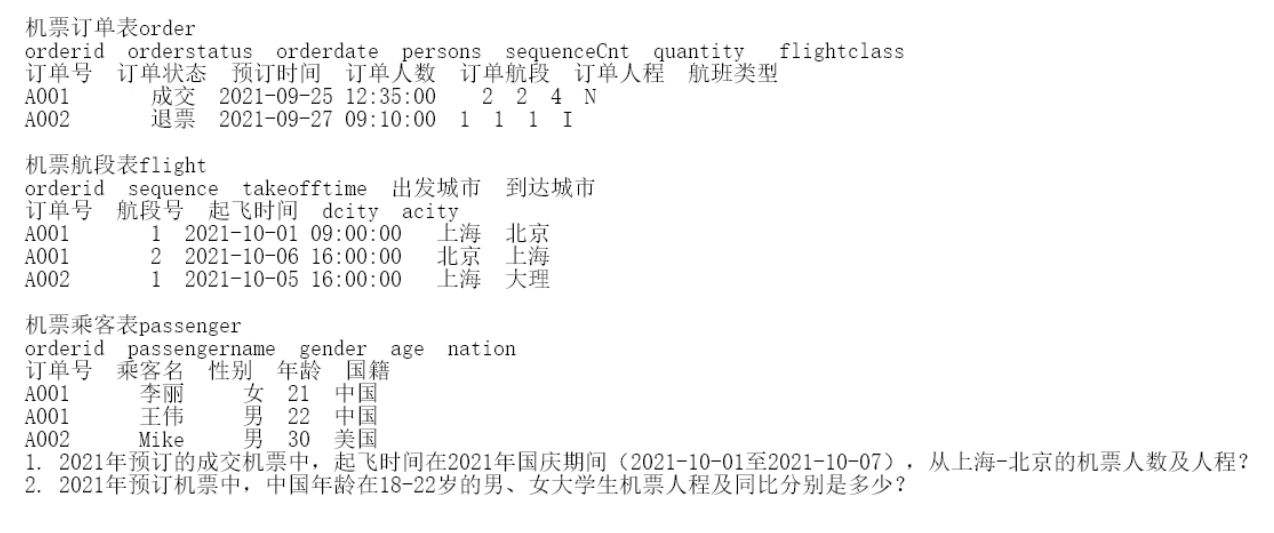 机票订单表order
orderid orderstatus orderdate persons sequenceCnt quantity flightclass
订单号 订单状态 预订时间 订单人数 订单航段 订单人程 航班类型
A001 成交 2021-09-25 12:35:00 2 2 4 N
A002 退票 2021-09-27 09:10:00 1 1 1 I
机票航段表flight
orderid sequence takeofftime 出发城市 到达城市
订单号 航段号 起飞时间 dcity acity
A001 1 2021-10-01 09:00:00 上海 北京
A001 2 2021-10-06 16:00:00 北京 上海
A002 1 2021-10-05 16:00:00 上海 大理
机票乘客表passenger
orderid passengername gender age nation
订单号 乘客名 性别 年龄 国籍
A001 李丽 女 21 中国
A001 王伟 男 22 中国
A002 Mike 男 30 美国
1. 2021年预订的成交机票中，起飞时间在2021年国庆期间（2021-10-01至2021-10-07），从上海-北京的机票人数及人程？
2. 2021年预订机票中，中国年龄在18-22岁的男、女大学生机票人程及同比分别是多少？